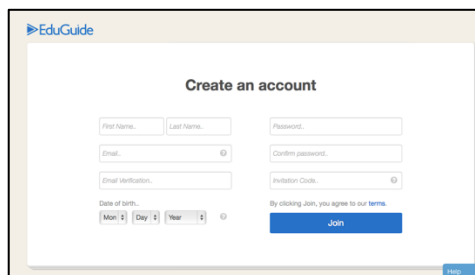 EduGuide
Create an account
First Name..
Last Name..
Password..
Email..
?
Confirm password..
Email Verification..
Invitation Code..
?
Date of birth..
By clicking Join, you agree to our terms.
Mon
Day
Year
?
Join
Help